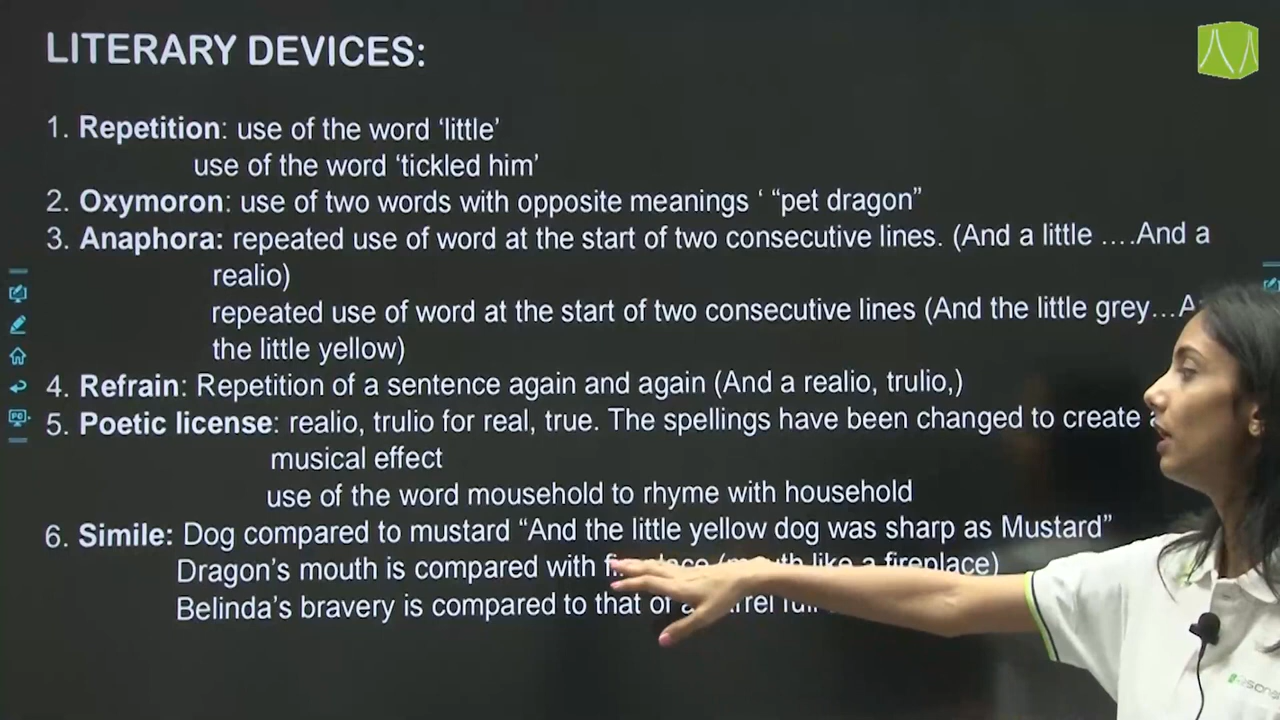 LITERARY DEVICES:
1. Repetition: use of the word ‘little’
use of the word ‘tickled him’
2. Oxymoron: use of two words with opposite meanings ‘ “pet dragon”
3. Anaphora: repeated use of word at the start of two consecutive lines. (And a little ….And a
realio)
repeated use of word at the start of two consecutive lines (And the little grey…
the little yellow)
4. Refrain: Repetition of a sentence again and again (And a realio, trulio,)
5. Poetic license: realio, trulio for real, true. The spellings have been changed to create
musical effect
use of the word mousehold to rhyme with household
6. Simile: Dog compared to mustard “And the little yellow dog was sharp as Mustard”
Dragon’s mouth is compared with (mouth like a fireplace)
Belinda’s bravery is compared to that of